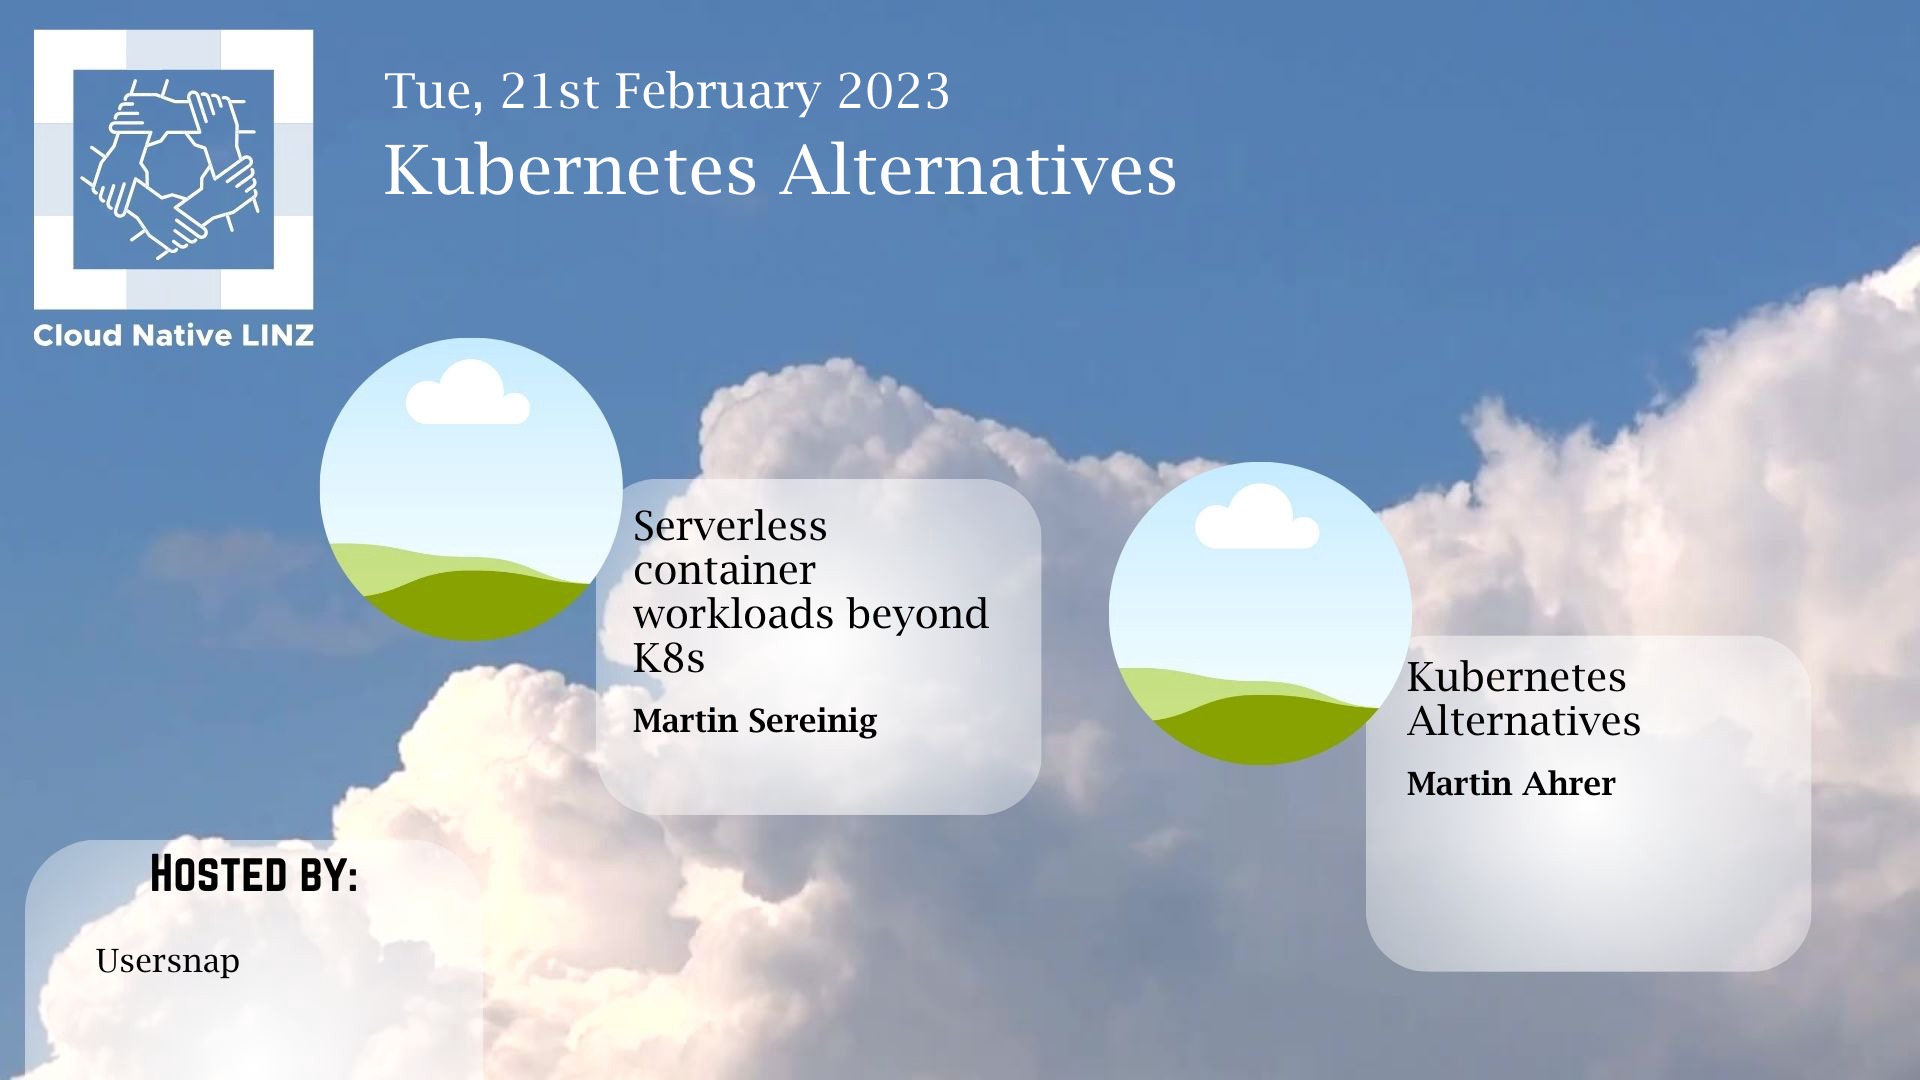 Tue, 21st February 2023
Kubernetes Alternatives
Cloud Native LINZ
Serverless
container
workloads beyond
K8s
Martin Sereinig
Kubernetes
Alternatives
Martin Ahrer
HOSTED BY:
Usersnap